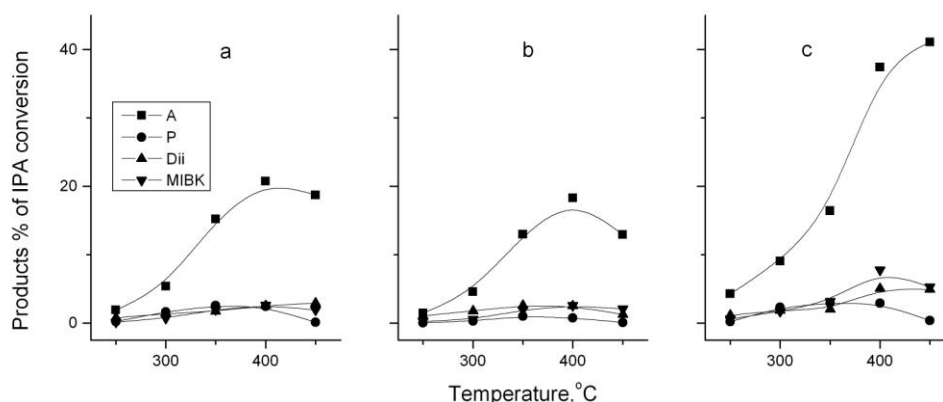 a
b
c
Products % of IPA conversion
40
20
0
A
P
Dii
MIBK
300
400
300
400
300
400
Temperature,°C